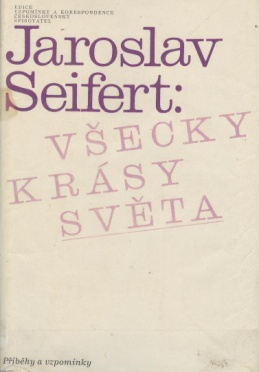 EDICE
VZPOMÍNKY A KORESPONDENCE
ČESKOSLOVENSKÝ
SPISOVATEL
Jaroslav
Seifert:
VŠECKY
KRÁSY
SVĚTA
Příběhy a vzpomínky